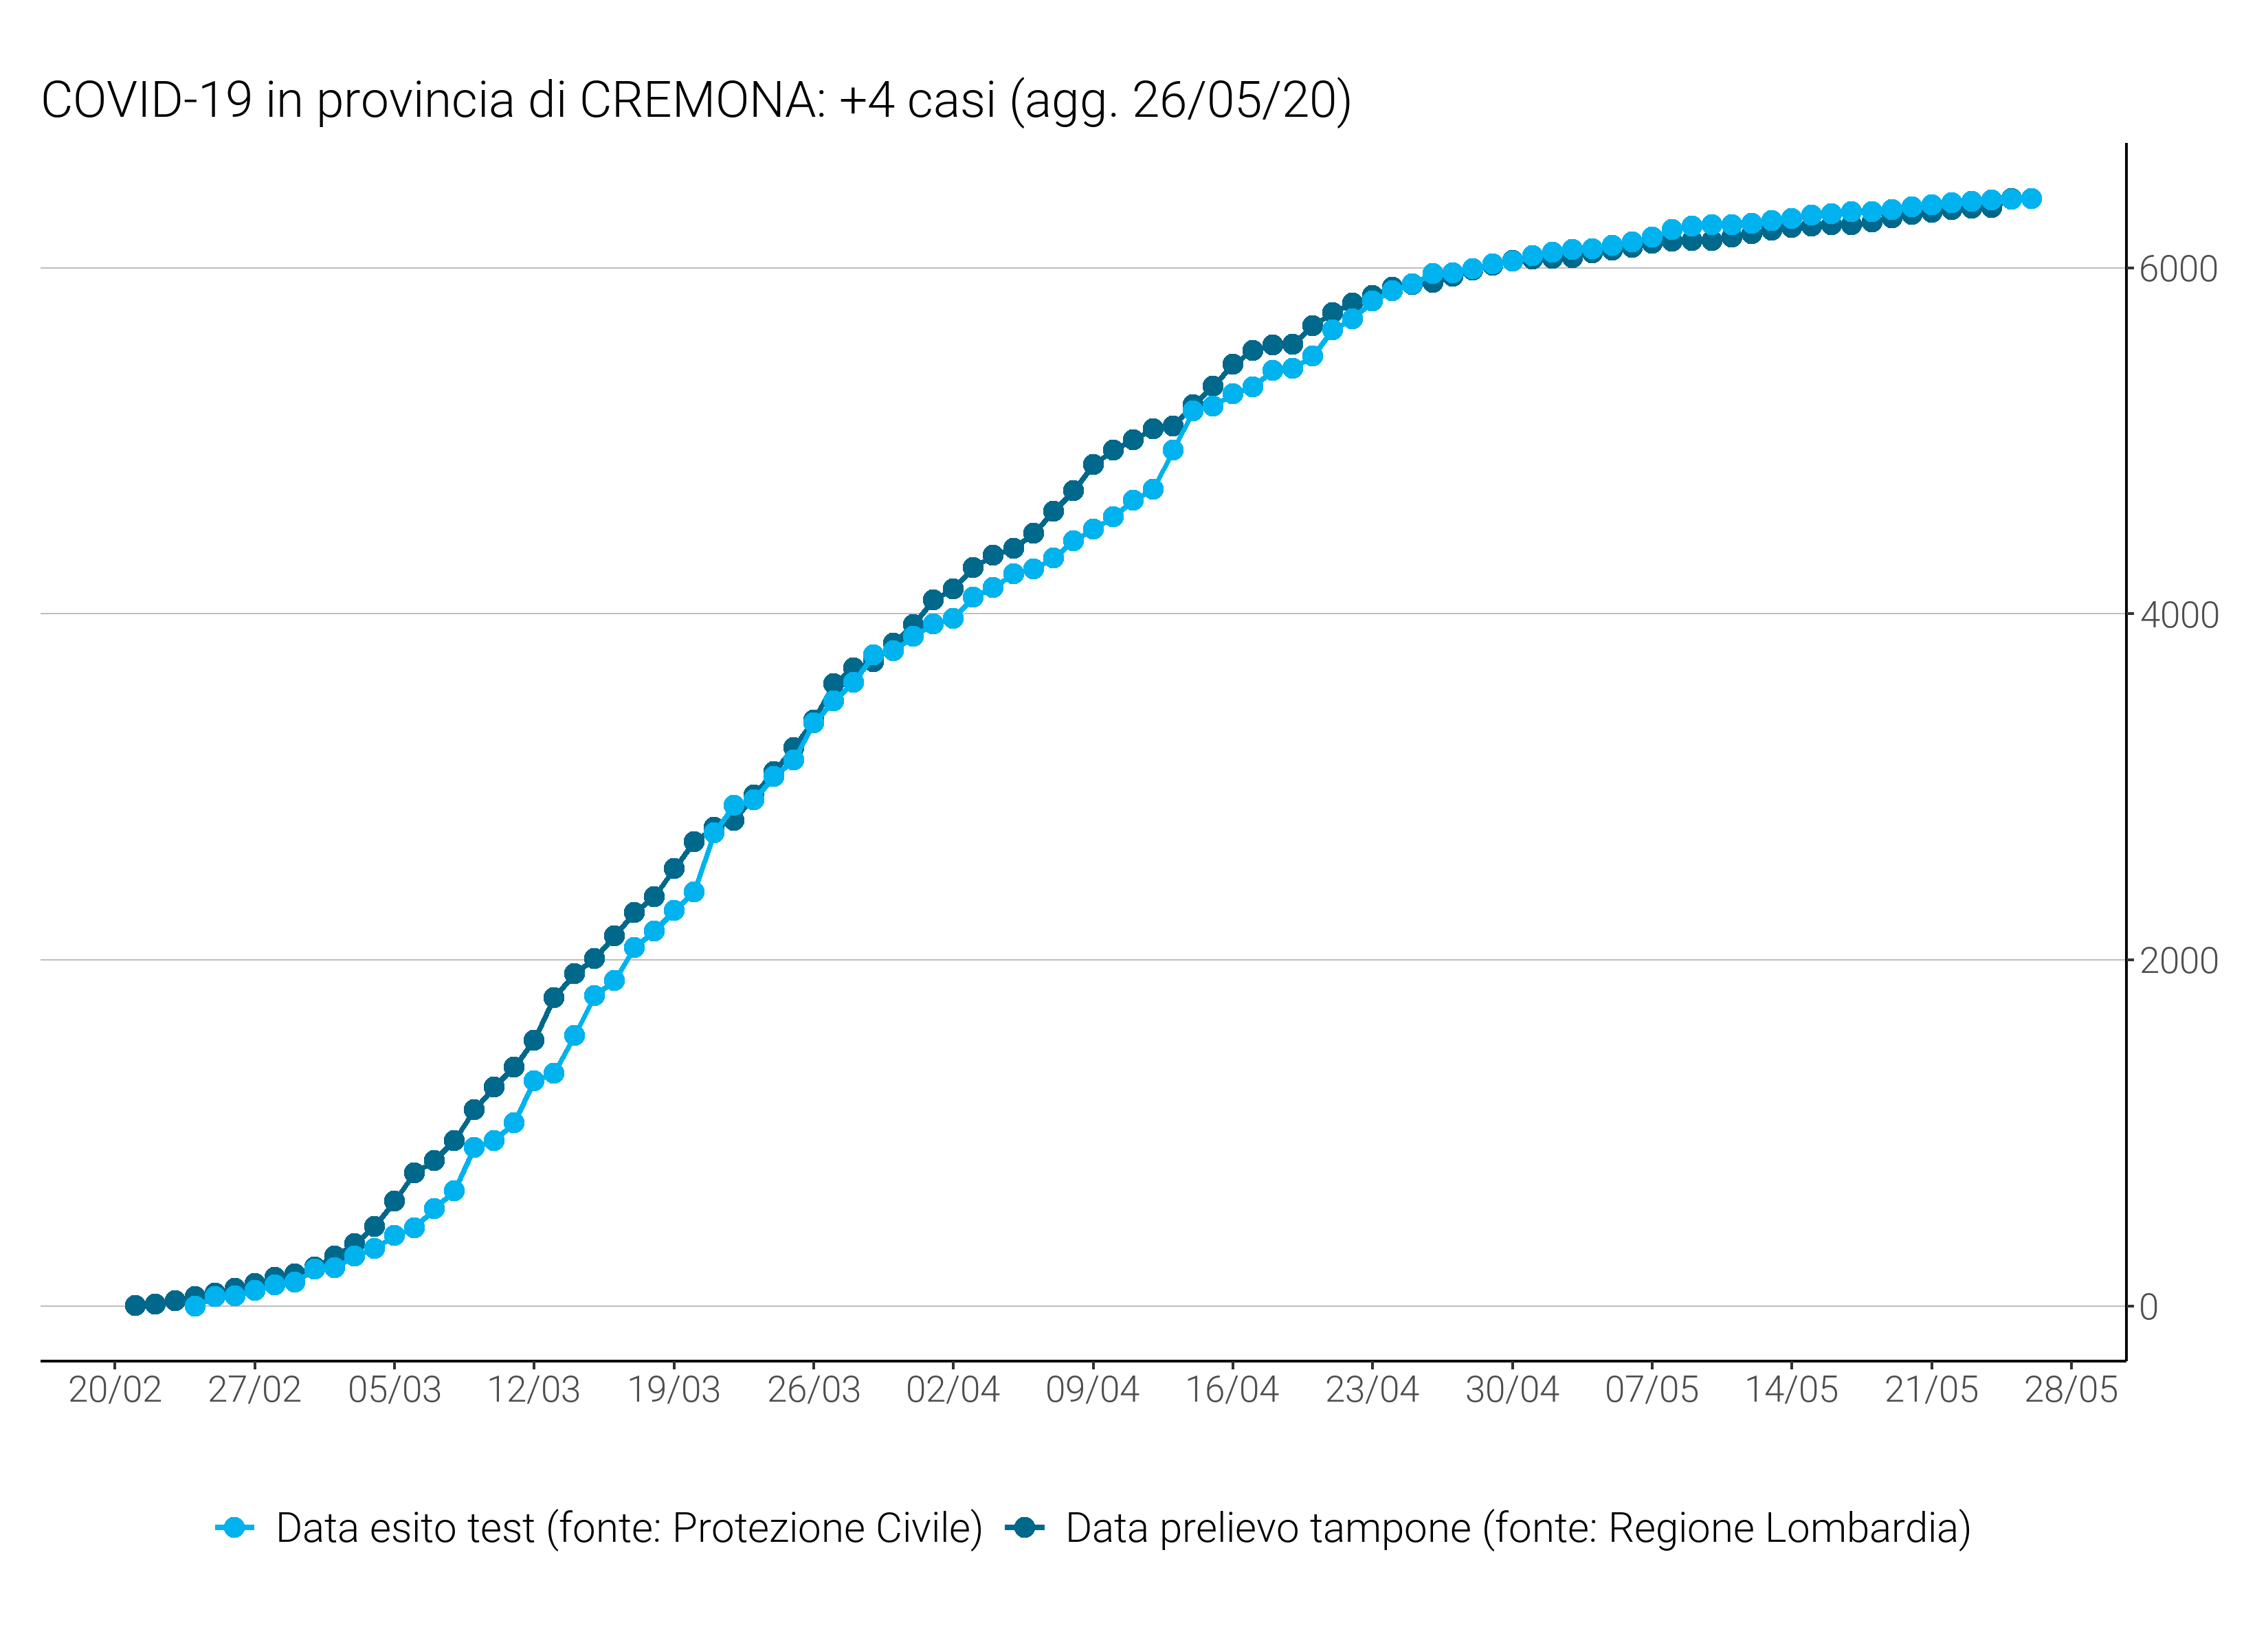 COVID-19 in provincia di CREMONA: +4 casi (agg. 26/05/20)
6000
4000
2000
0
20/02 27/02 05/03 12/03 19/03 26/03 02/04 09/04 16/04 23/04 30/04 07/05 14/05 21/05 28/05
Data esito test (fonte: Protezione Civile) Data prelievo tampone (fonte: Regione Lombardia)